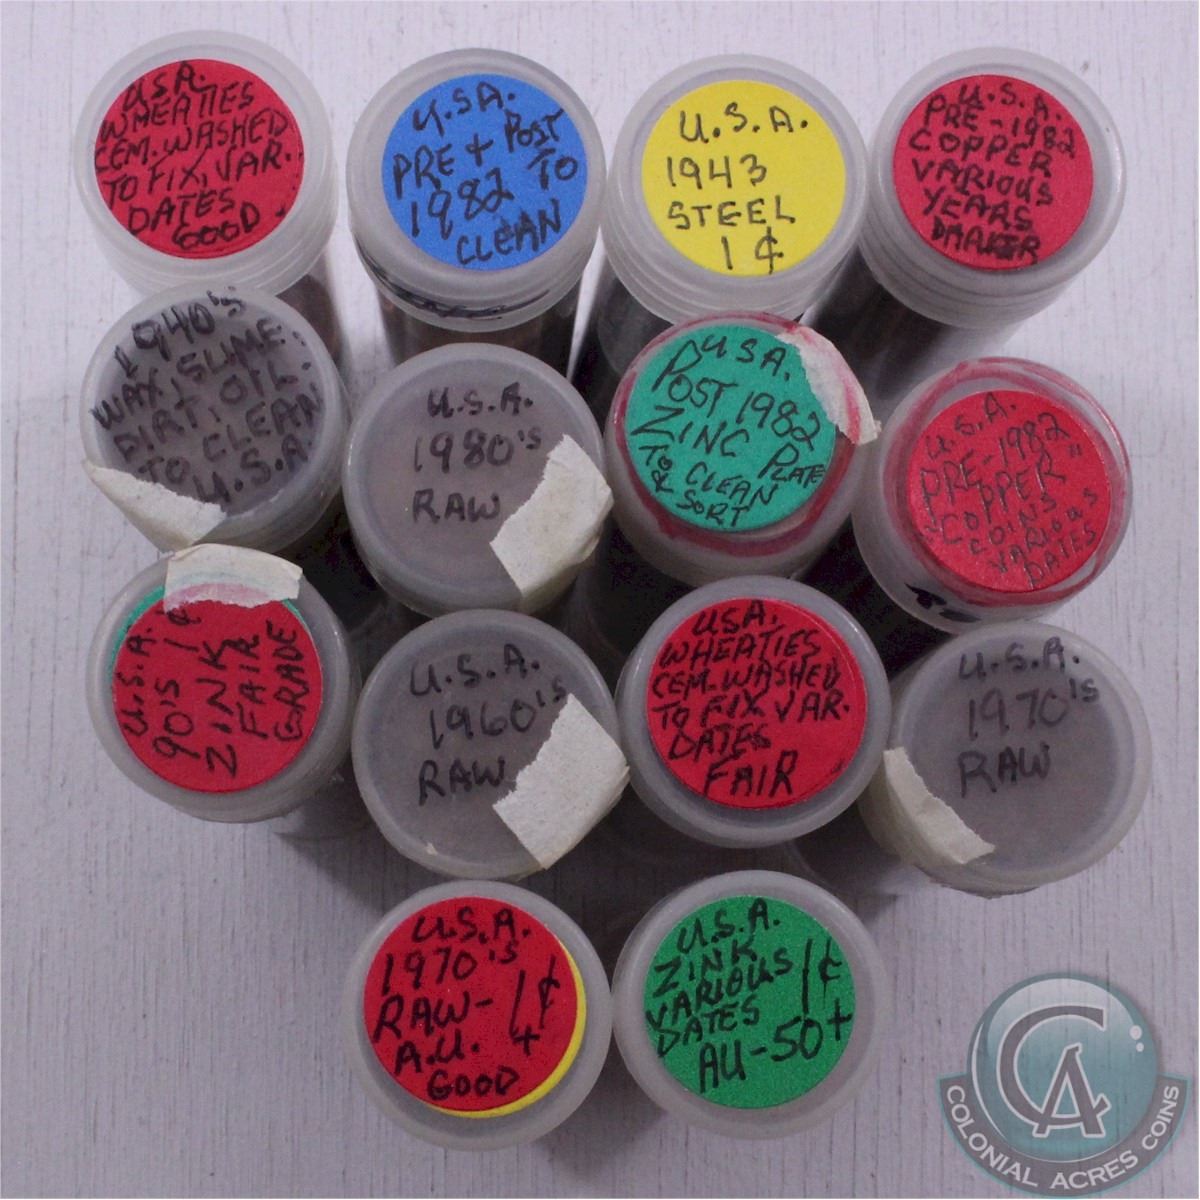 U.S.A.
WHEATIES
CEM. WASHED
TO FIX, VAR.
DATES
GOOD
U.S.A.
PRE + POST
1982 TO
CLEAN
U.S.A.
1943
STEEL
1¢
U.S.A.
PRE-1982
COPPER
VARIOUS
YEARS
1940's
WAX, SLIME.
DIRT, OIL.
TO CLEAN
U.S.A.
U.S.A.
1980's
RAW
U.S.A.
POST 1982
ZINC PLATE
TO CLEAN
& SORT
U.S.A.
PRE-1982
"COPPER"
COINS
VARIOUS
DATES
U.S.A. 1¢
90's
ZINK
FAIR
GRADE
U.S.A.
1960's
RAW
U.S.A.
WHEATIES
CEM. WASHED
TO FIX VAR.
DATES
FAIR
U.S.A.
1970's
RAW
U.S.A.
1970's
RAW- 1¢
A.U. +
GOOD
U.S.A.
ZINK
VARIOUS 1¢
DATES
AU-50+
CA
COLONIAL ACRES COINS